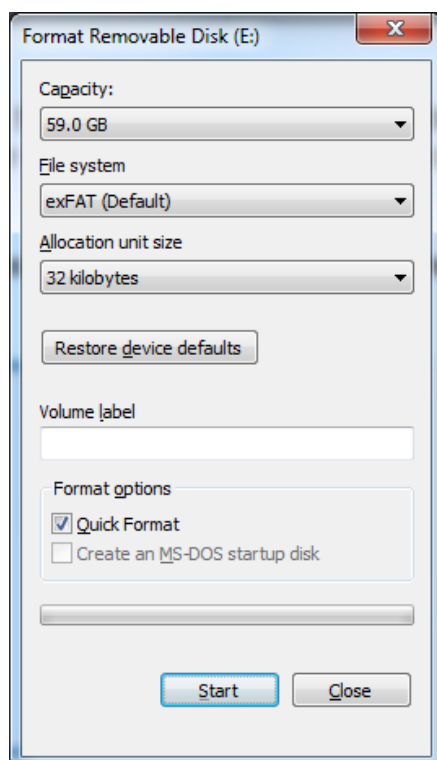 Format Removable Disk (E:)
Capacity:
59.0 GB
File system
exFAT (Default)
Allocation unit size
32 kilobytes
Restore device defaults
Volume label
Format options
Quick Format
Create an MS-DOS startup disk
Start
Close